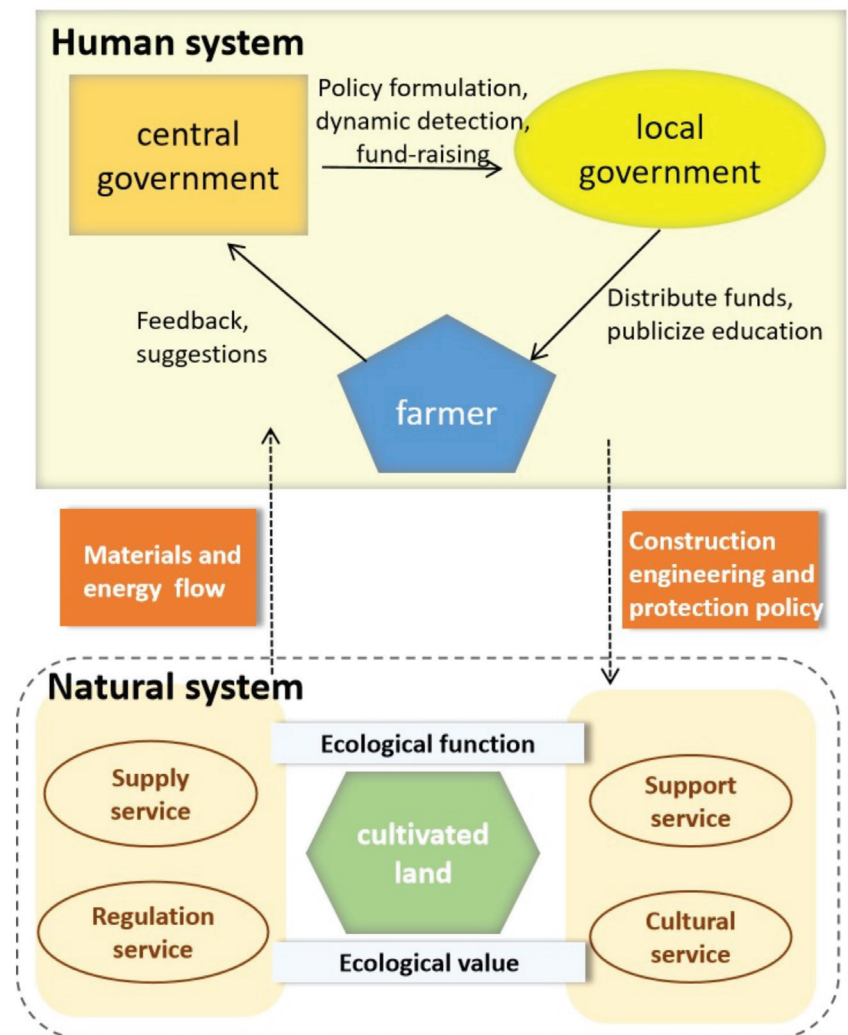 Human system
central
government
Policy formulation,
dynamic detection,
fund-raising
local
government
Feedback,
suggestions
Distribute funds,
publicize education
farmer
Materials and
energy flow
Construction
engineering and
protection policy
Natural system
Ecological function
Supply
service
Support
service
cultivated
land
Regulation
service
Cultural
service
Ecological value